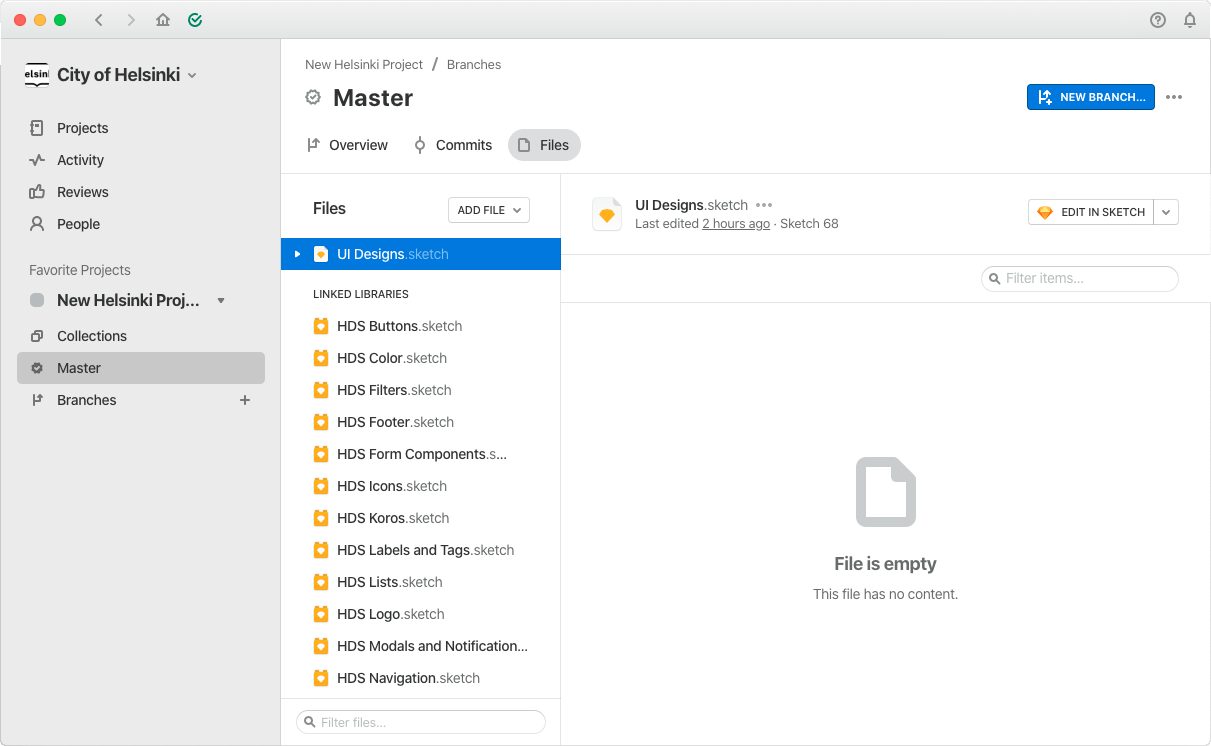 elsinl
City of Helsinki
Projects
Activity
Reviews
People
Favorite Projects
New Helsinki Proj...
Collections
Master
Branches
New Helsinki Project / Branches
Master
NEW BRANCH...
Overview
Commits
Files
Files
ADD FILE
UI Designs.sketch
LINKED LIBRARIES
HDS Buttons.sketch
HDS Color.sketch
HDS Filters.sketch
HDS Footer.sketch
HDS Form Components.s...
HDS Icons.sketch
HDS Koros.sketch
HDS Labels and Tags.sketch
HDS Lists.sketch
HDS Logo.sketch
HDS Modals and Notification...
HDS Navigation.sketch
Filter files...
UI Designs.sketch
Last edited 2 hours ago · Sketch 68
EDIT IN SKETCH
Filter items...
File is empty
This file has no content.